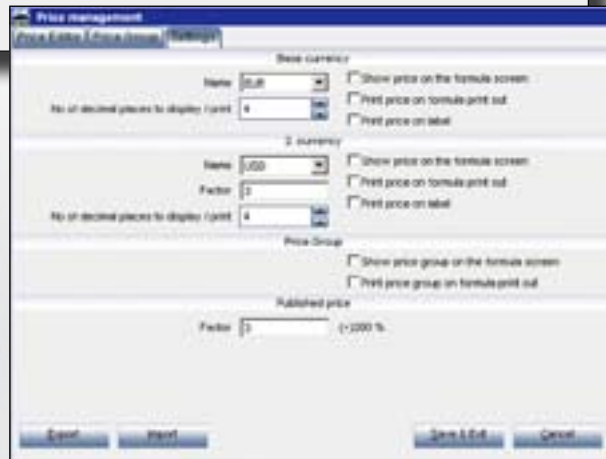 Price management
Price Editor Price Group Settings
Base currency
Name EUR
Show price on the formula screen
No of decimal places to display / print 4
Print price on formula print out
Print price on label
2. currency
Name USD
Show price on the formula screen
Factor
Print price on formula print out
No of decimal places to display / print 4
Print price on label
Price Group
Show price group on the formula screen
Print price group on formula print out
Published price
Factor
Export Import Save & Exit Cancel